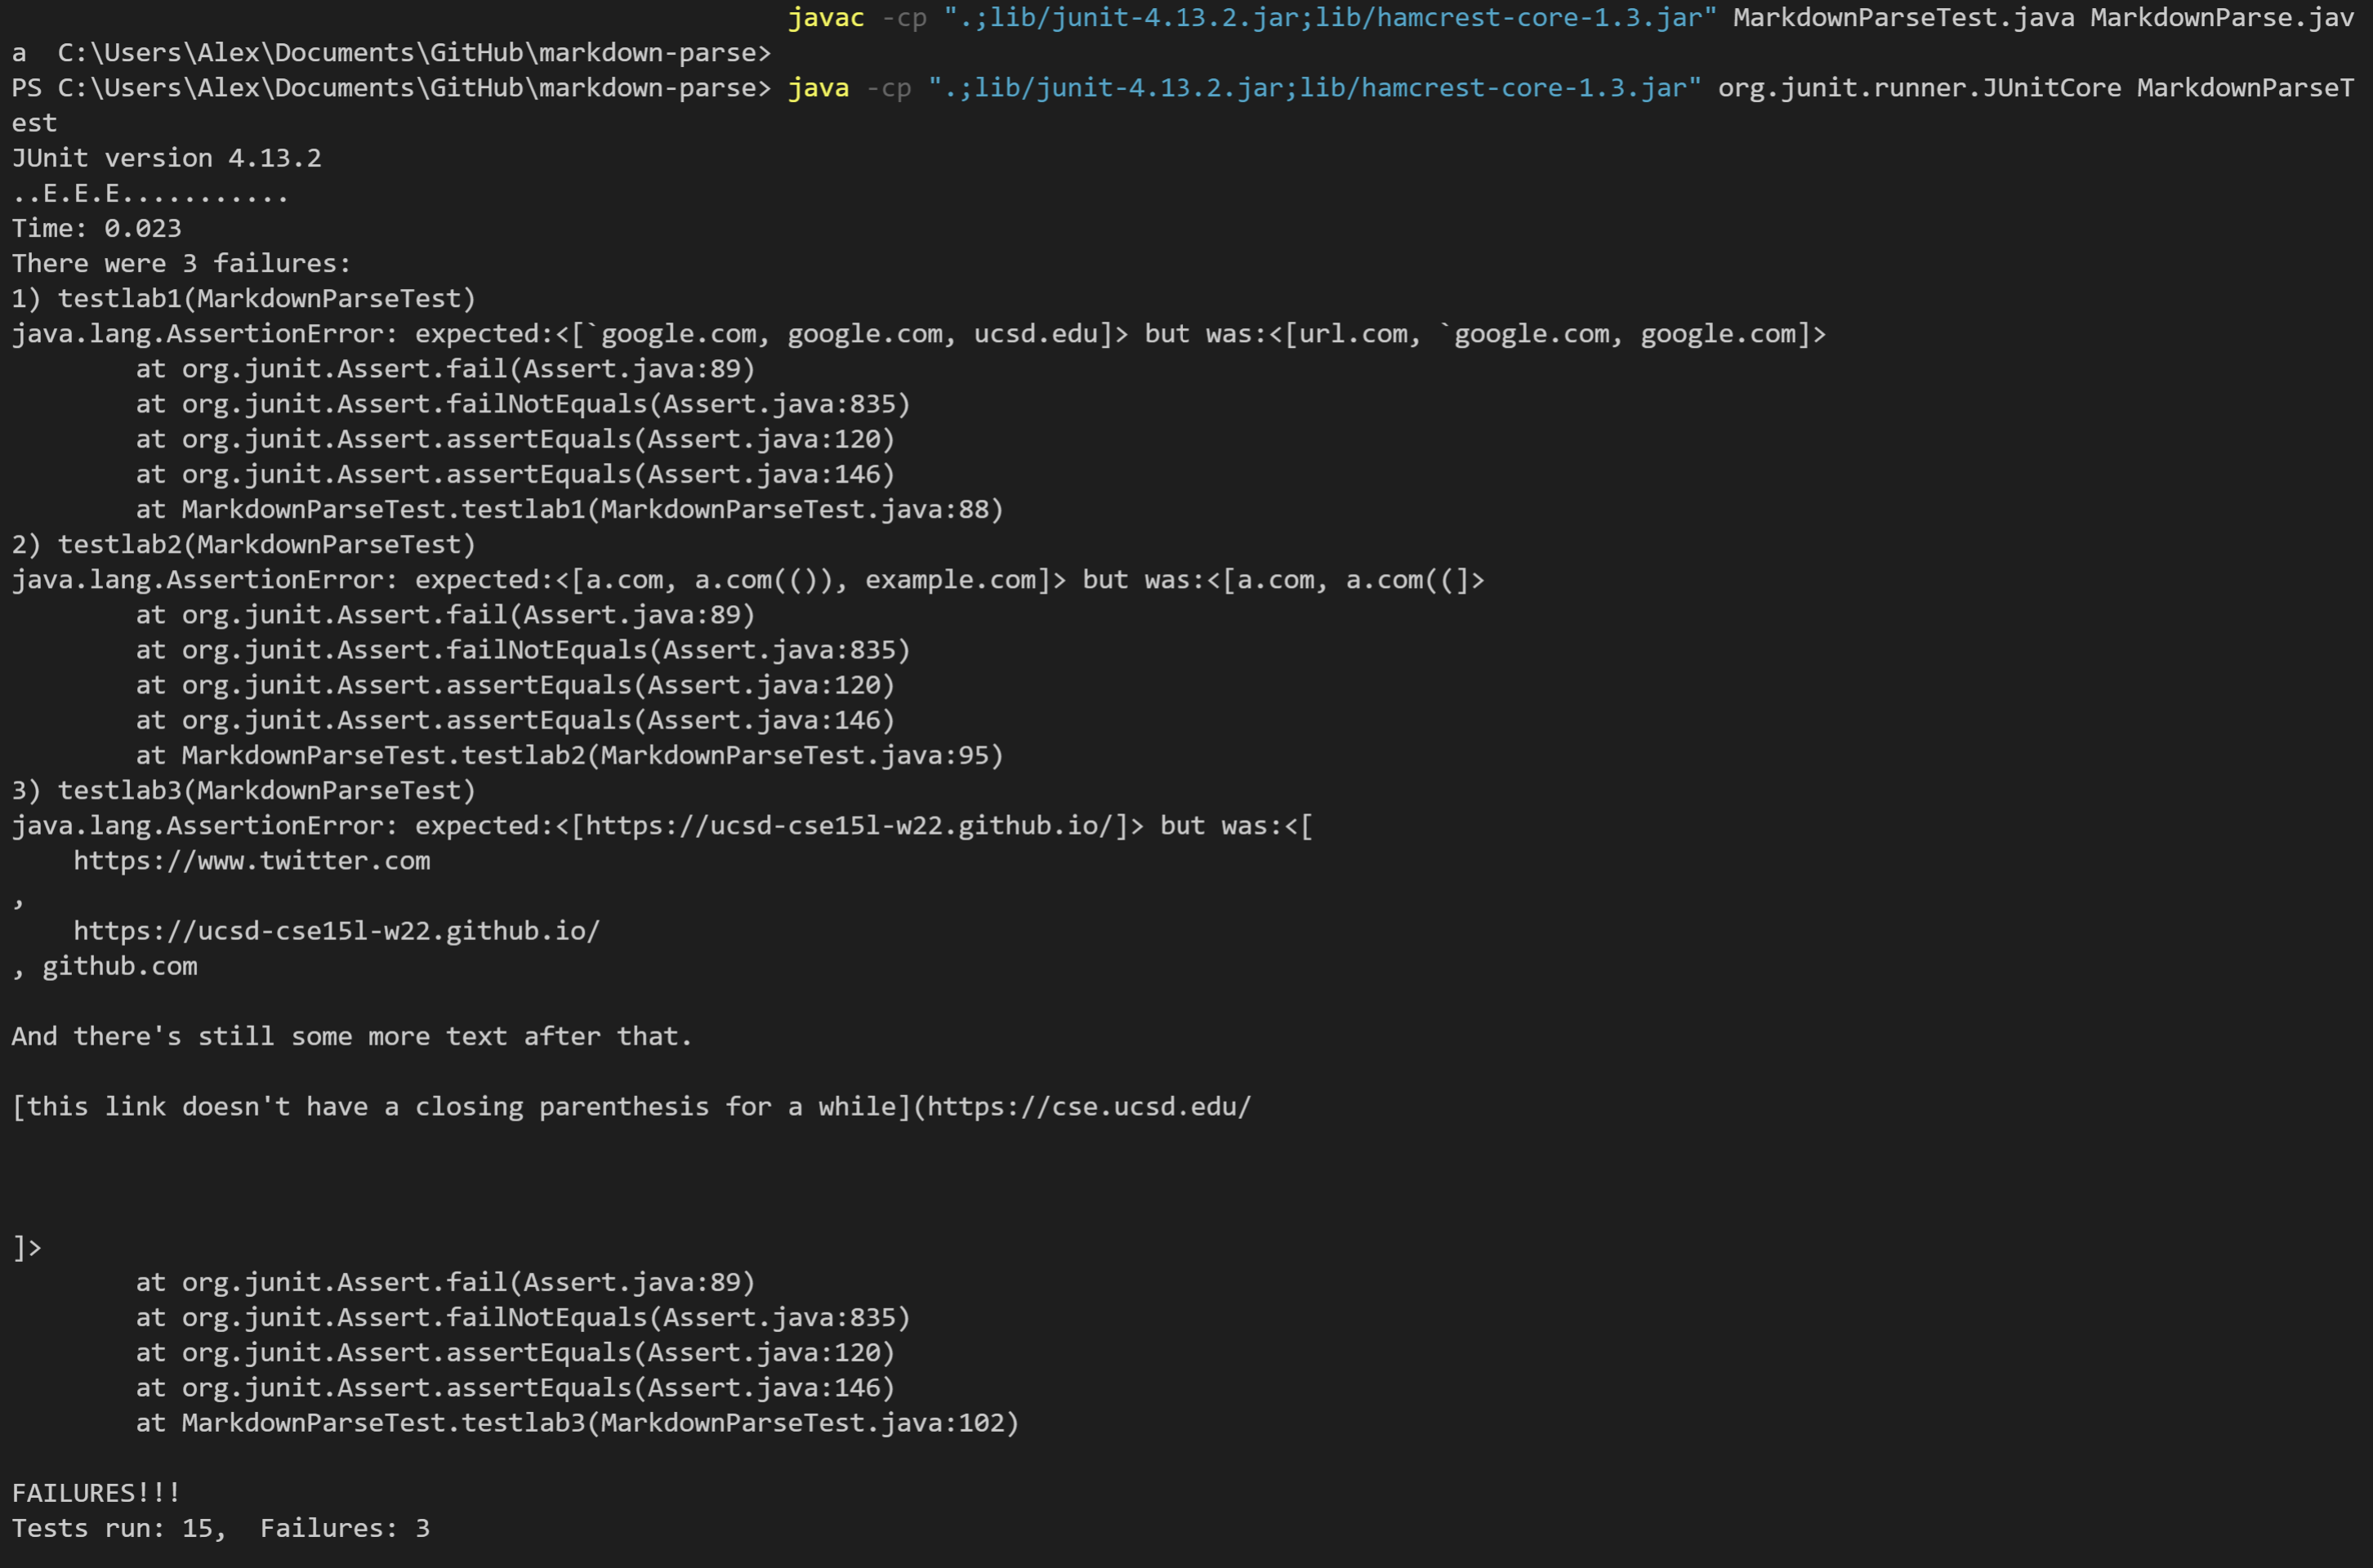 javac -cp ".;lib/junit-4.13.2.jar;lib/hamcrest-core-1.3.jar" MarkdownParseTest.java MarkdownParse.jav
a  C:\Users\Alex\Documents\GitHub\markdown-parse>
PS C:\Users\Alex\Documents\GitHub\markdown-parse> java -cp ".;lib/junit-4.13.2.jar;lib/hamcrest-core-1.3.jar" org.junit.runner.JUnitCore MarkdownParseT
est
JUnit version 4.13.2
..E.E.E...........
Time: 0.023
There were 3 failures:
1) testlab1(MarkdownParseTest)
java.lang.AssertionError: expected:<[`google.com, google.com, ucsd.edu]> but was:<[url.com, `google.com, google.com]>
        at org.junit.Assert.fail(Assert.java:89)
        at org.junit.Assert.failNotEquals(Assert.java:835)
        at org.junit.Assert.assertEquals(Assert.java:120)
        at org.junit.Assert.assertEquals(Assert.java:146)
        at MarkdownParseTest.testlab1(MarkdownParseTest.java:88)
2) testlab2(MarkdownParseTest)
java.lang.AssertionError: expected:<[a.com, a.com(()), example.com]> but was:<[a.com, a.com((]>
        at org.junit.Assert.fail(Assert.java:89)
        at org.junit.Assert.failNotEquals(Assert.java:835)
        at org.junit.Assert.assertEquals(Assert.java:120)
        at org.junit.Assert.assertEquals(Assert.java:146)
        at MarkdownParseTest.testlab2(MarkdownParseTest.java:95)
3) testlab3(MarkdownParseTest)
java.lang.AssertionError: expected:<[https://ucsd-cse15l-w22.github.io/]> but was:<[
    https://www.twitter.com
,
    https://ucsd-cse15l-w22.github.io/
, github.com

And there's still some more text after that.

[this link doesn't have a closing parenthesis for a while](https://cse.ucsd.edu/



]>
        at org.junit.Assert.fail(Assert.java:89)
        at org.junit.Assert.failNotEquals(Assert.java:835)
        at org.junit.Assert.assertEquals(Assert.java:120)
        at org.junit.Assert.assertEquals(Assert.java:146)
        at MarkdownParseTest.testlab3(MarkdownParseTest.java:102)

FAILURES!!!
Tests run: 15,  Failures: 3